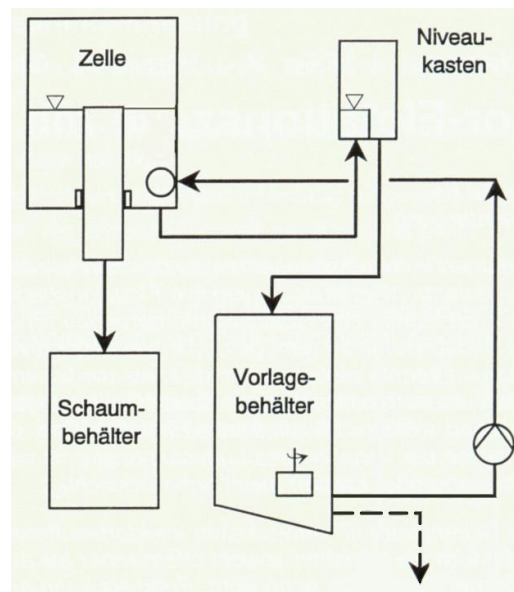 Zelle
Niveau-
kasten
Schaum-
behälter
Vorlage-
behälter